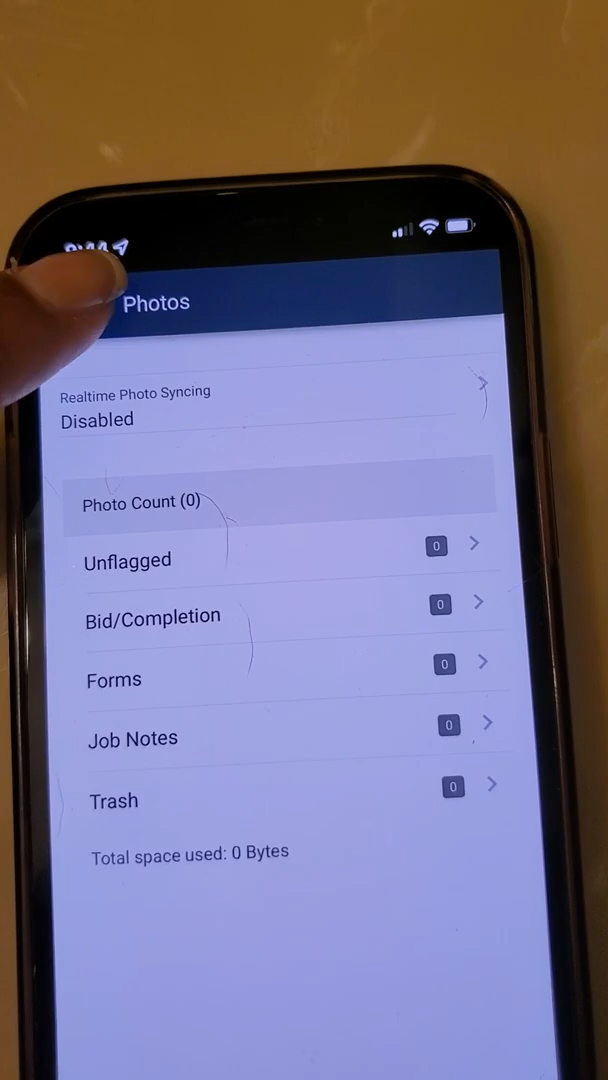 Photos
Realtime Photo Syncing
Disabled
Photo Count (0)
Unflagged 0
Bid/Completion 0
Forms 0
Job Notes 0
Trash 0
Total space used: 0 Bytes